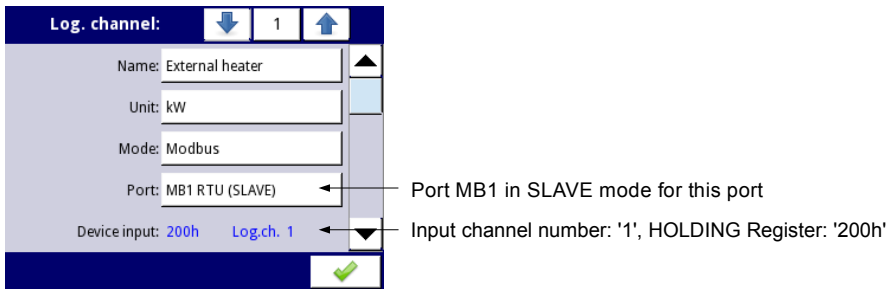 Log. channel: 1
Name: External heater
Unit: kW
Mode: Modbus
Port: MB1 RTU (SLAVE)
Port MB1 in SLAVE mode for this port
Device input: 200h Log.ch. 1
Input channel number: '1', HOLDING Register: '200h'